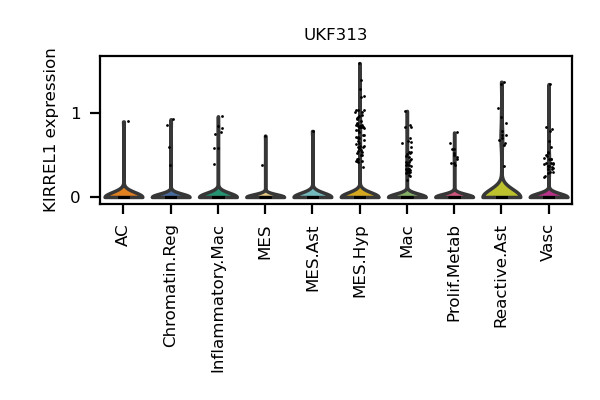 UKF313
KIRREL1 expression
1
0
AC
Chromatin.Reg
Inflammatory.Mac
MES
MES.Ast
MES.Hyp
Mac
Prolif.Metab
Reactive.Ast
Vasc